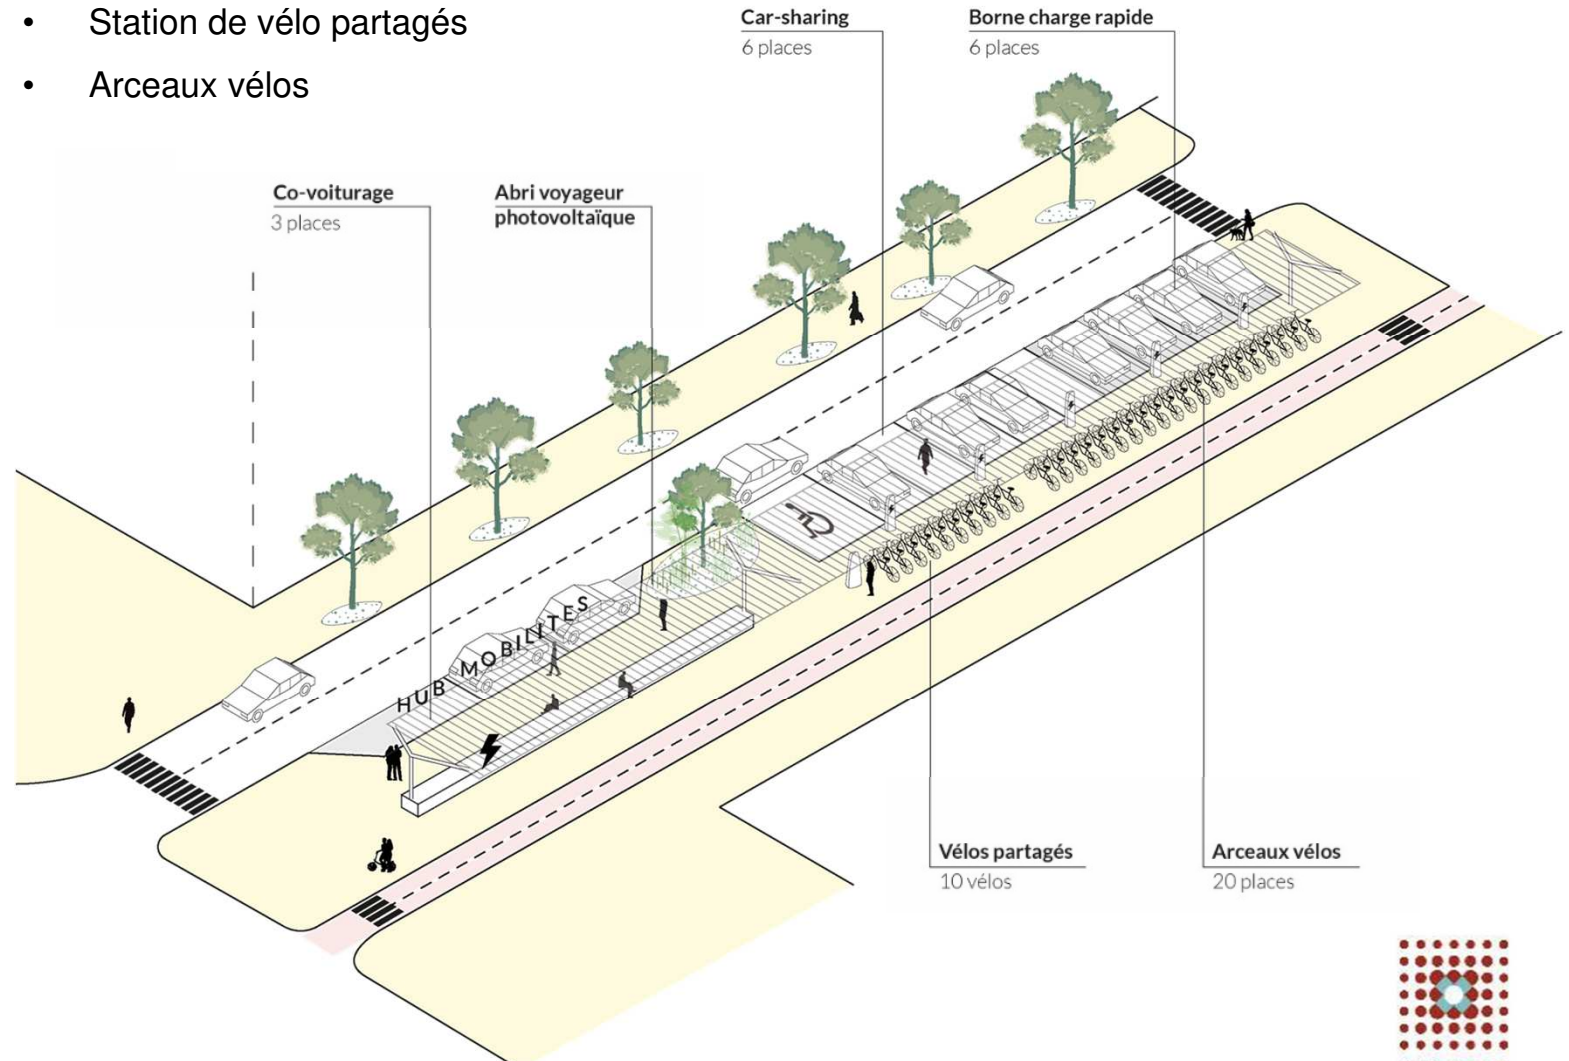 • Station de vélo partagés
• Arceaux vélos
Car-sharing
6 places
Borne charge rapide
6 places
Co-voiturage
3 places
Abri voyageur
photovoltaïque
HUB MOBILITES
Vélos partagés
10 vélos
Arceaux vélos
20 places